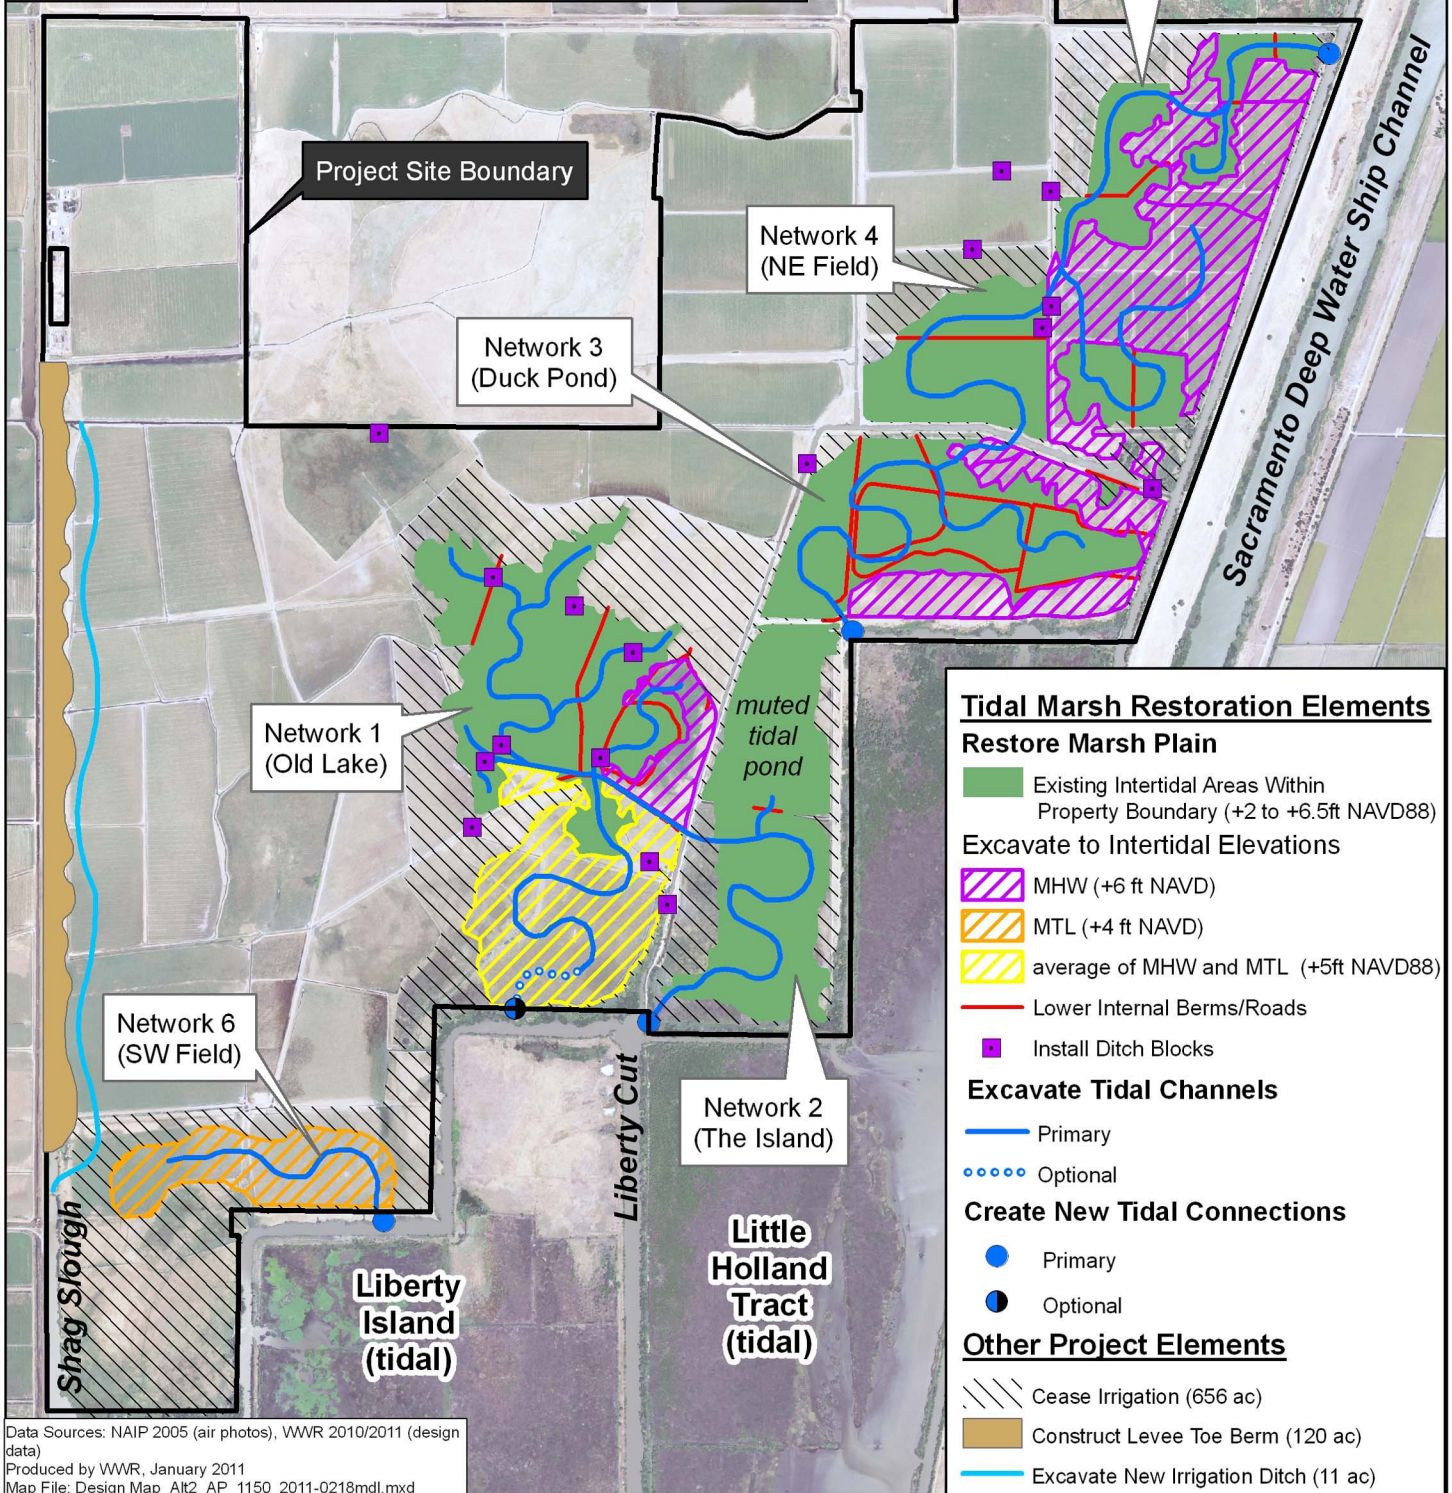 Project Site Boundary
Network 4
(NE Field)
Network 3
(Duck Pond)
Sacramento Deep Water Ship Channel
Network 1
(Old Lake)
muted
tidal
pond
Network 6
(SW Field)
Network 2
(The Island)
Liberty Cut
Shag Slough
Liberty
Island
(tidal)
Little
Holland
Tract
(tidal)
Tidal Marsh Restoration Elements
Restore Marsh Plain
Existing Intertidal Areas Within
Property Boundary (+2 to +6.5ft NAVD88)
Excavate to Intertidal Elevations
MHW (+6 ft NAVD)
MTL (+4 ft NAVD)
average of MHW and MTL (+5ft NAVD88)
Lower Internal Berms/Roads
Install Ditch Blocks
Excavate Tidal Channels
Primary
Optional
Create New Tidal Connections
Primary
Optional
Other Project Elements
Cease Irrigation (656 ac)
Construct Levee Toe Berm (120 ac)
Excavate New Irrigation Ditch (11 ac)
Data Sources: NAIP 2005 (air photos), WWR 2010/2011 (design
data)
Produced by WWR, January 2011
Map File: Design_Map_Alt2_AP_1150_2011-0218mdl.mxd